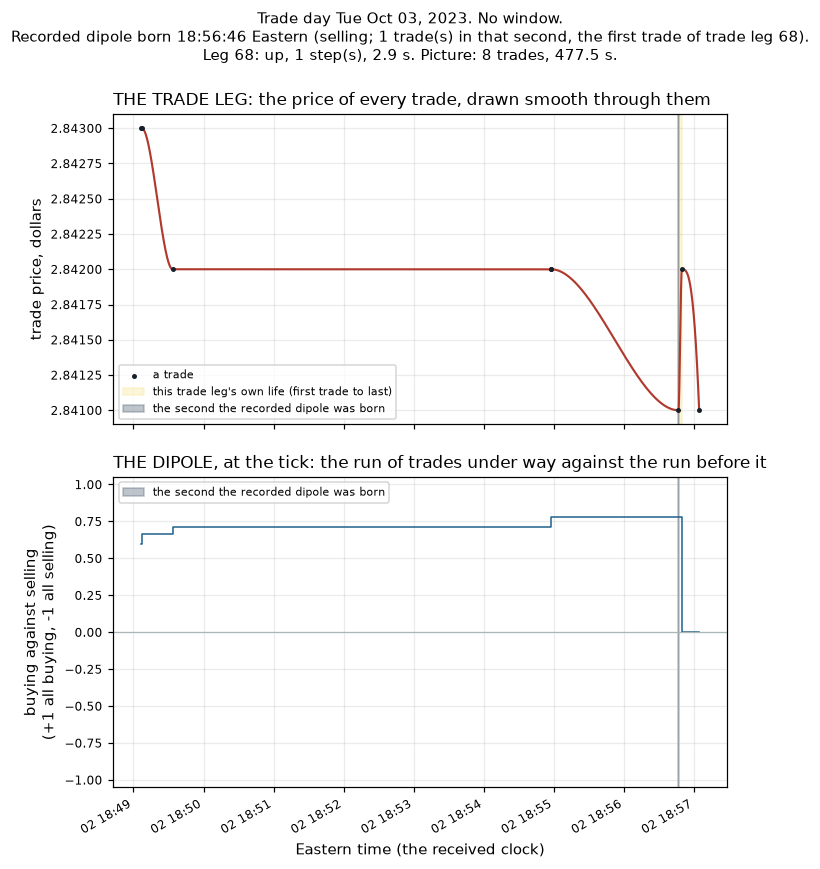 Trade day Tue Oct 03, 2023. No window.
Recorded dipole born 18:56:46 Eastern (selling; 1 trade(s) in that second, the first trade of trade leg 68).
Leg 68: up, 1 step(s), 2.9 s. Picture: 8 trades, 477.5 s.
THE TRADE LEG: the price of every trade, drawn smooth through them
trade price, dollars
2.84300
2.84275
2.84250
2.84225
2.84200
2.84175
2.84150
2.84125
2.84100
a trade
this trade leg's own life (first trade to last)
the second the recorded dipole was born
THE DIPOLE, at the tick: the run of trades under way against the run before it
buying against selling
(+1 all buying, -1 all selling)
1.00
0.75
0.50
0.25
0.00
−0.25
−0.50
−0.75
−1.00
the second the recorded dipole was born
02 18:49
02 18:50
02 18:51
02 18:52
02 18:53
02 18:54
02 18:55
02 18:56
02 18:57
Eastern time (the received clock)